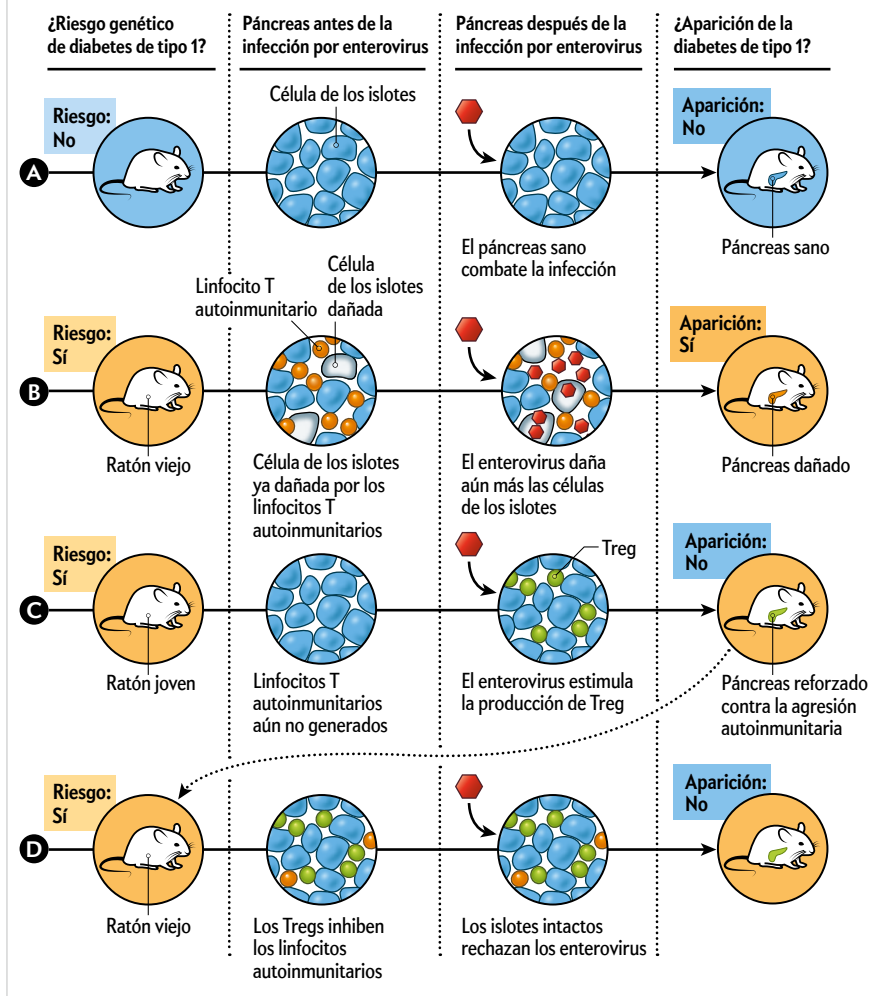 ¿Riesgo genético
de diabetes de tipo 1?
Páncreas antes de la
infección por enterovirus
Páncreas después de la
infección por enterovirus
¿Aparición de la
diabetes de tipo 1?
A
Riesgo:
No
Célula de los islotes
El páncreas sano
combate la infección
Aparición:
No
Páncreas sano
B
Riesgo:
Sí
Ratón viejo
Linfocito T
autoinmunitario
Célula
de los islotes
dañada
Célula de los islotes
ya dañada por los
linfocitos T
autoinmunitarios
El enterovirus daña
aún más las células
de los islotes
Aparición:
Sí
Páncreas dañado
C
Riesgo:
Sí
Ratón joven
Linfocitos T
autoinmunitarios
aún no generados
Treg
El enterovirus estimula
la producción de Treg
Aparición:
No
Páncreas reforzado
contra la agresión
autoinmunitaria
D
Riesgo:
Sí
Ratón viejo
Los Tregs inhiben
los linfocitos
autoinmunitarios
Los islotes intactos
rechazan los enterovirus
Aparición:
No